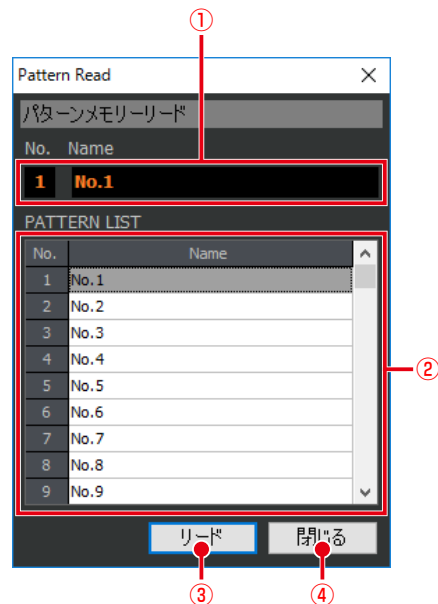 ①
Pattern Read
パターンメモリーリード
No. Name
1 No.1
PATTERN LIST
No. Name
1 No.1
2 No.2
3 No.3
4 No.4
5 No.5
6 No.6
7 No.7
8 No.8
9 No.9
②
リード 閉じる
③ ④